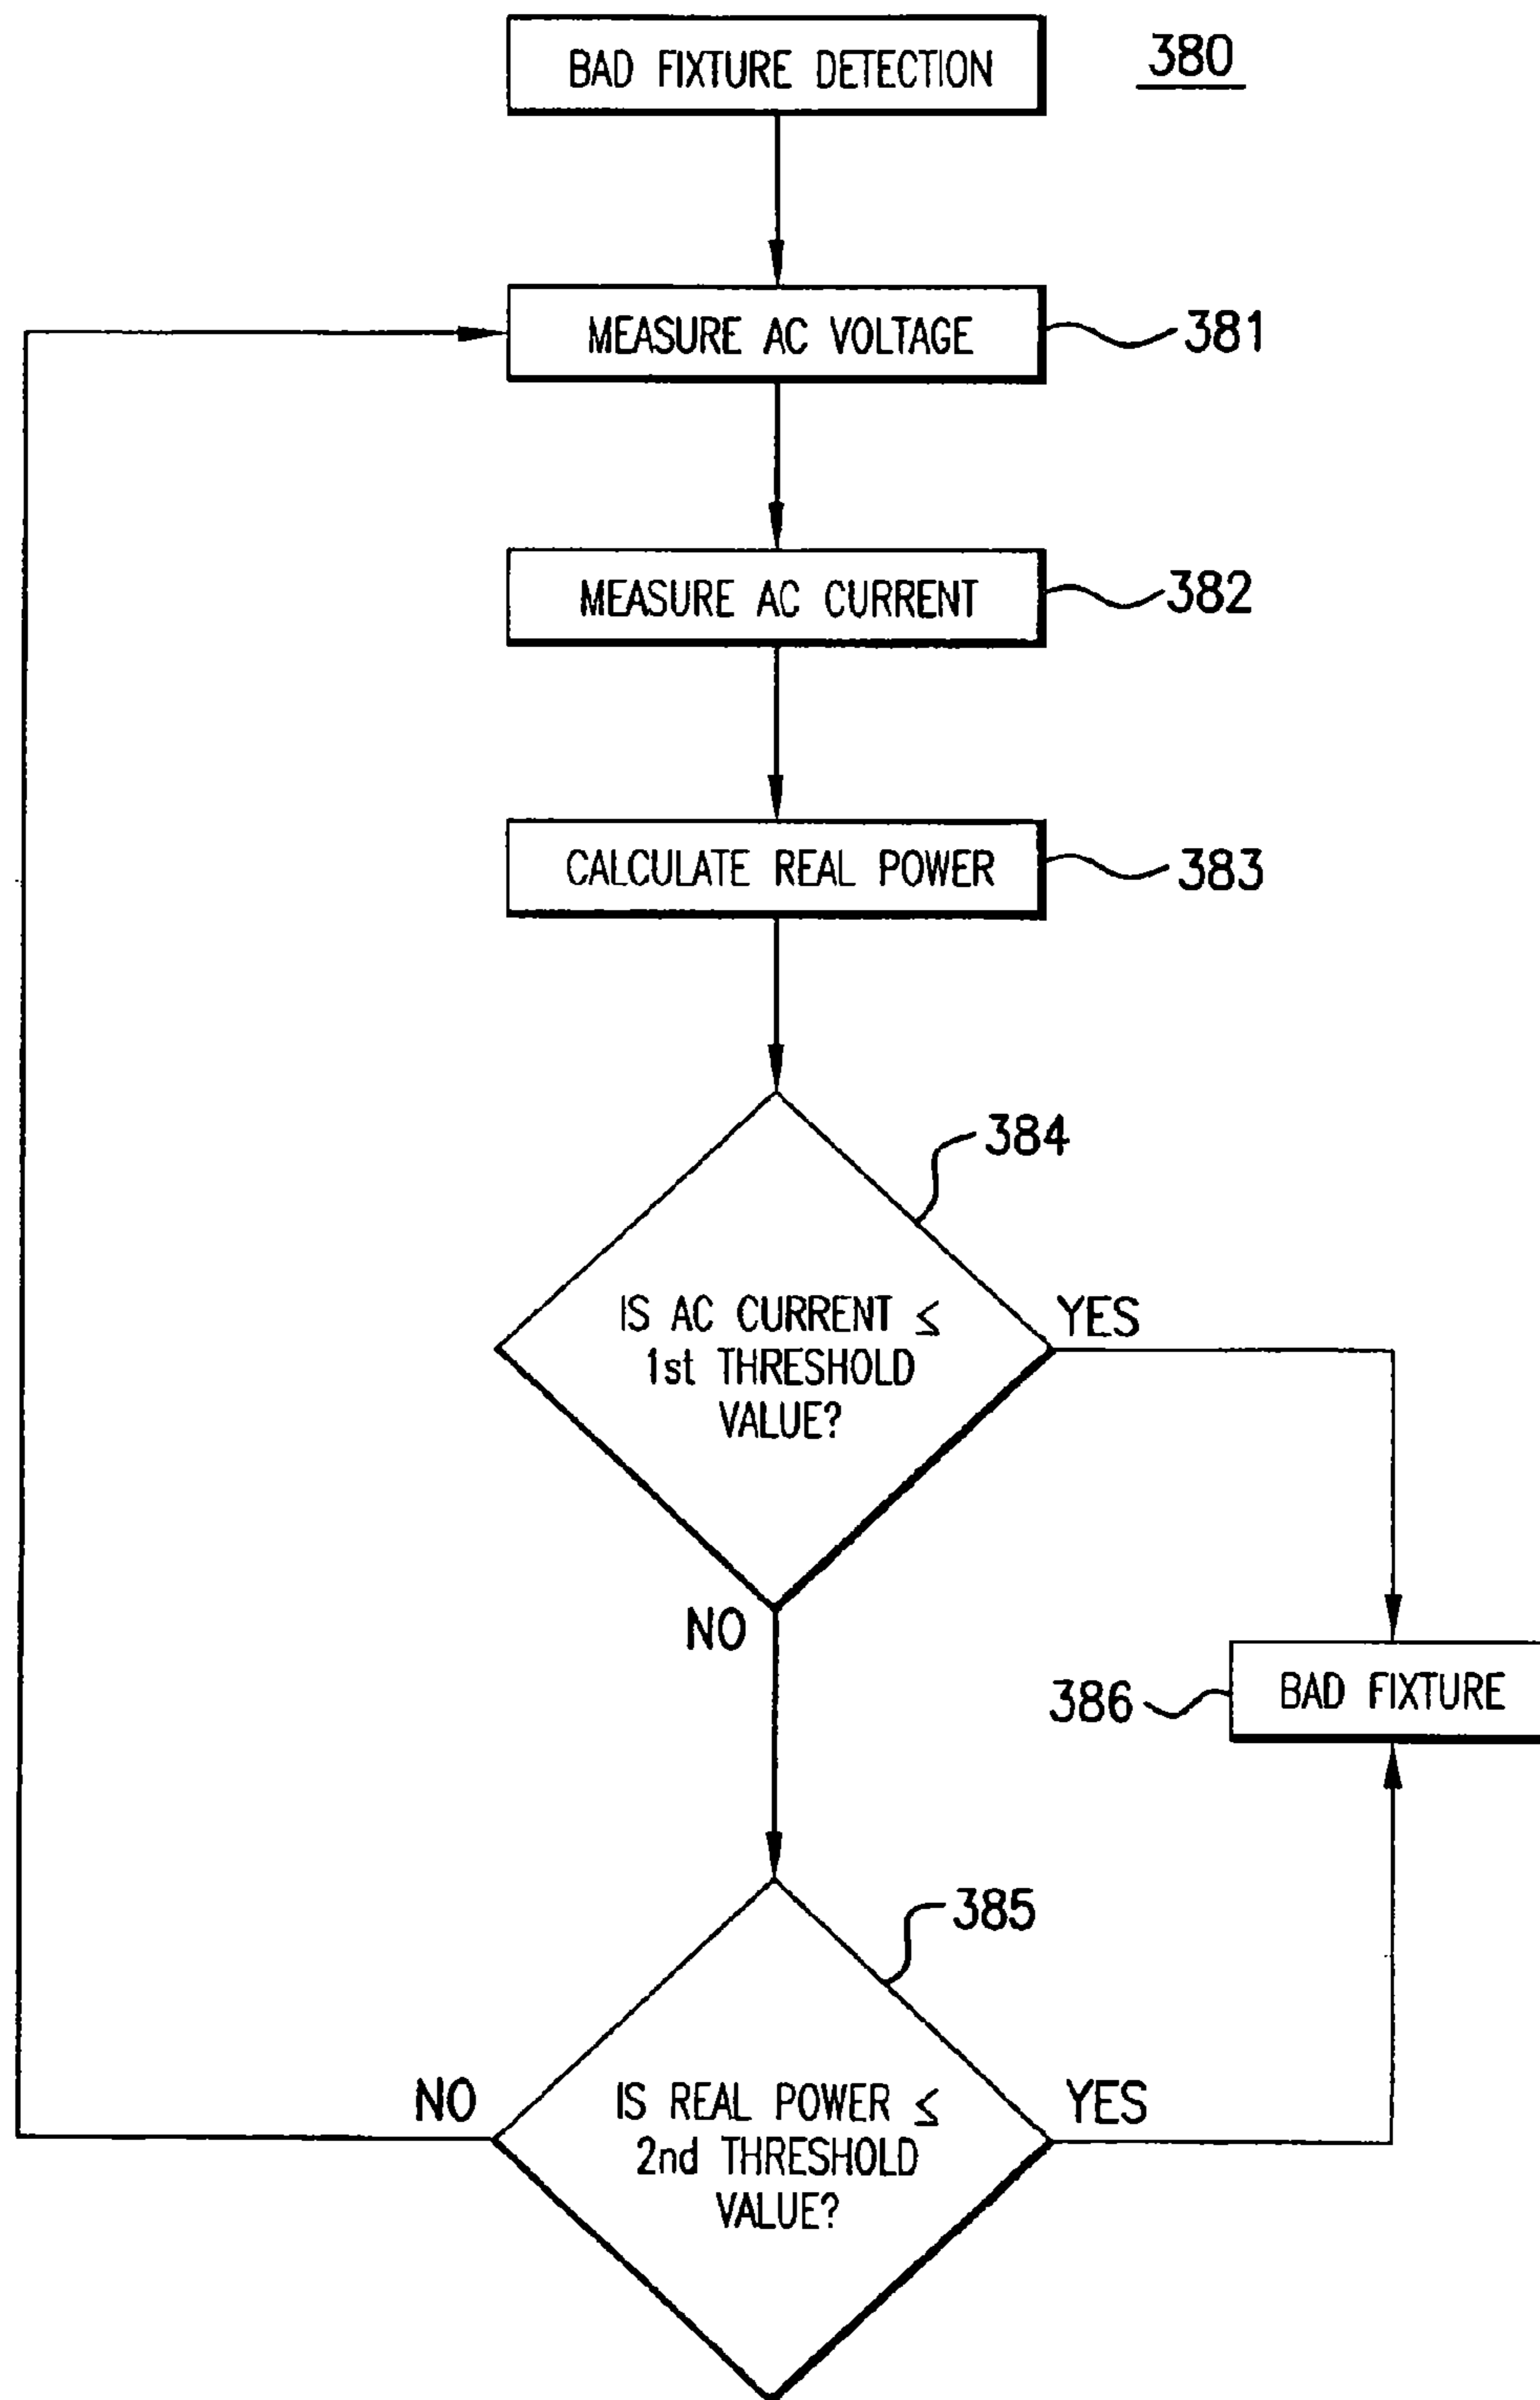 BAD FIXTURE DETECTION
380
MEASURE AC VOLTAGE
381
MEASURE AC CURRENT
382
CALCULATE REAL POWER
383
384
IS AC CURRENT ≤
1st THRESHOLD
VALUE?
YES
NO
386
BAD FIXTURE
385
NO
IS REAL POWER ≤
2nd THRESHOLD
VALUE?
YES